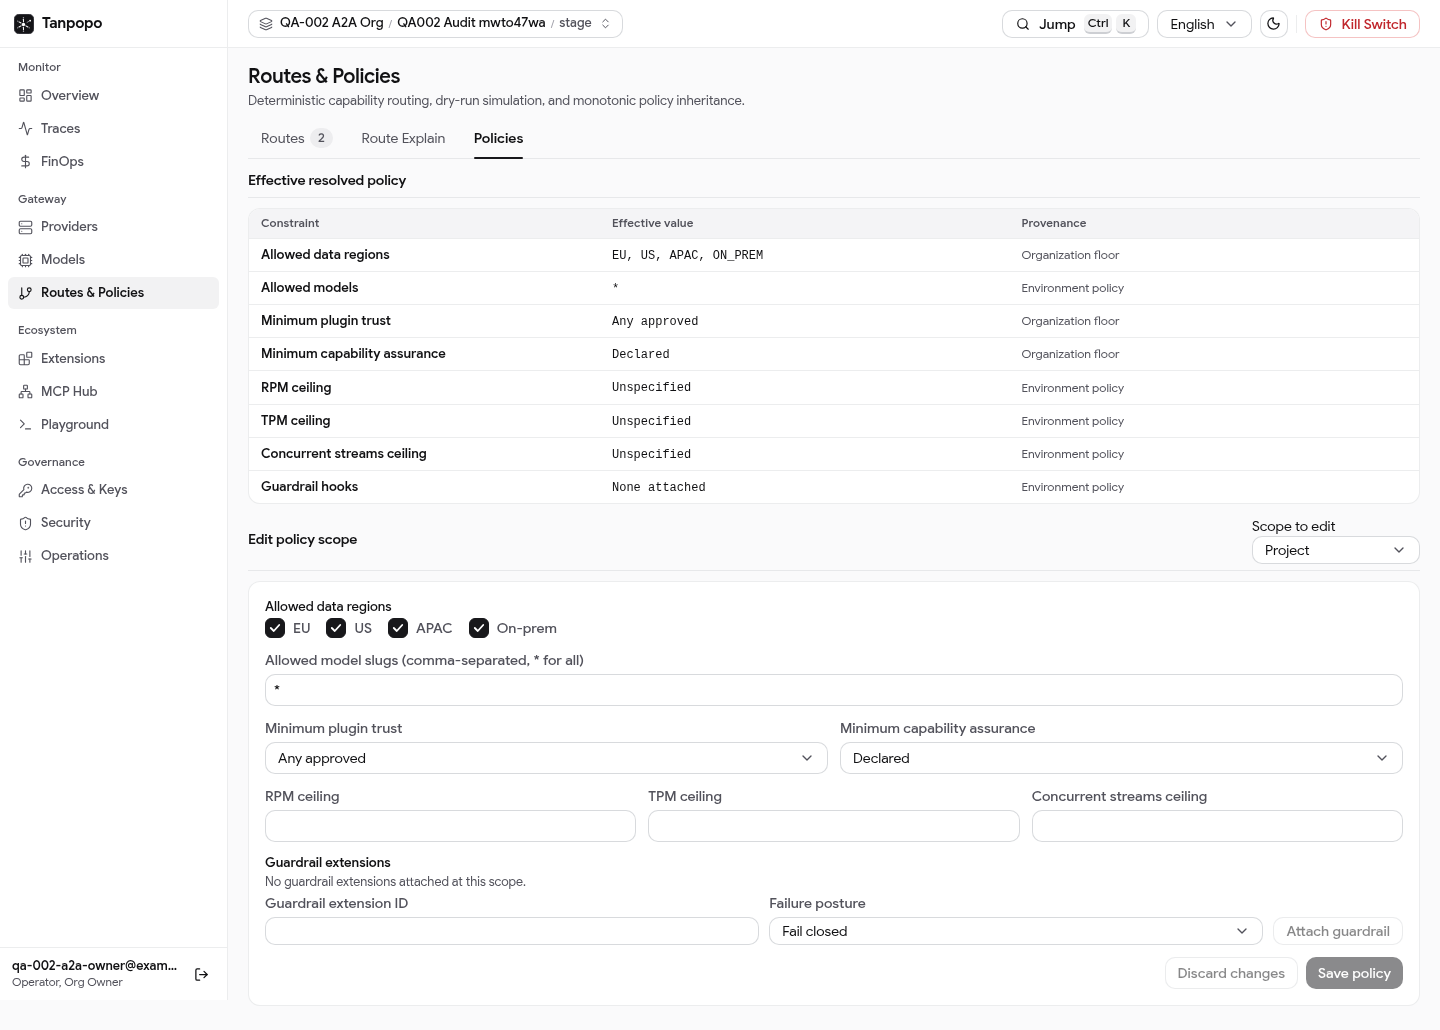 Tanpopo
QA-002 A2A Org / QA002 Audit mwto47wa / stage
Jump Ctrl K
English
Kill Switch
Monitor
Overview
Traces
FinOps
Gateway
Providers
Models
Routes & Policies
Ecosystem
Extensions
MCP Hub
Playground
Governance
Access & Keys
Security
Operations
qa-002-a2a-owner@exam...
Operator, Org Owner
Routes & Policies
Deterministic capability routing, dry-run simulation, and monotonic policy inheritance.
Routes 2 Route Explain Policies
Effective resolved policy
Constraint Effective value Provenance
Allowed data regions EU, US, APAC, ON_PREM Organization floor
Allowed models * Environment policy
Minimum plugin trust Any approved Organization floor
Minimum capability assurance Declared Organization floor
RPM ceiling Unspecified Environment policy
TPM ceiling Unspecified Environment policy
Concurrent streams ceiling Unspecified Environment policy
Guardrail hooks None attached Environment policy
Edit policy scope
Scope to edit
Project
Allowed data regions
EU US APAC On-prem
Allowed model slugs (comma-separated, * for all)
*
Minimum plugin trust Minimum capability assurance
Any approved Declared
RPM ceiling TPM ceiling Concurrent streams ceiling
Guardrail extensions
No guardrail extensions attached at this scope.
Guardrail extension ID Failure posture
Fail closed Attach guardrail
Discard changes Save policy